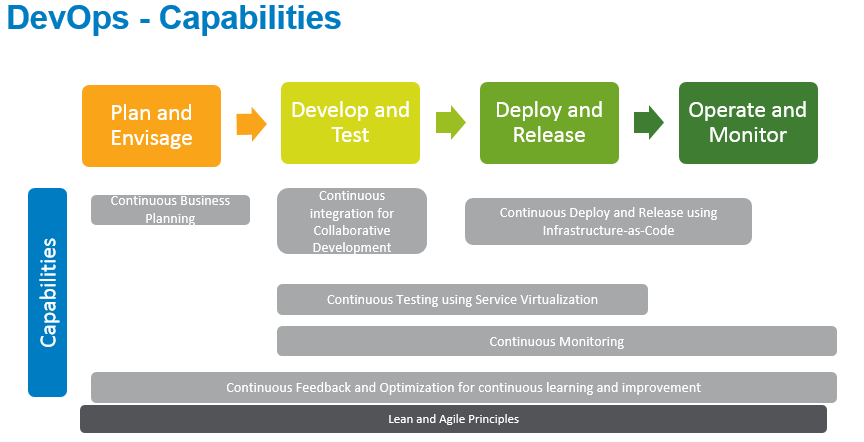 DevOps - Capabilities
Plan and
Envisage
Develop and
Test
Deploy and
Release
Operate and
Monitor
Capabilities
Continuous Business
Planning
Continuous
integration for
Collaborative
Development
Continuous Deploy and Release using
Infrastructure-as-Code
Continuous Testing using Service Virtualization
Continuous Monitoring
Continuous Feedback and Optimization for continuous learning and improvement
Lean and Agile Principles